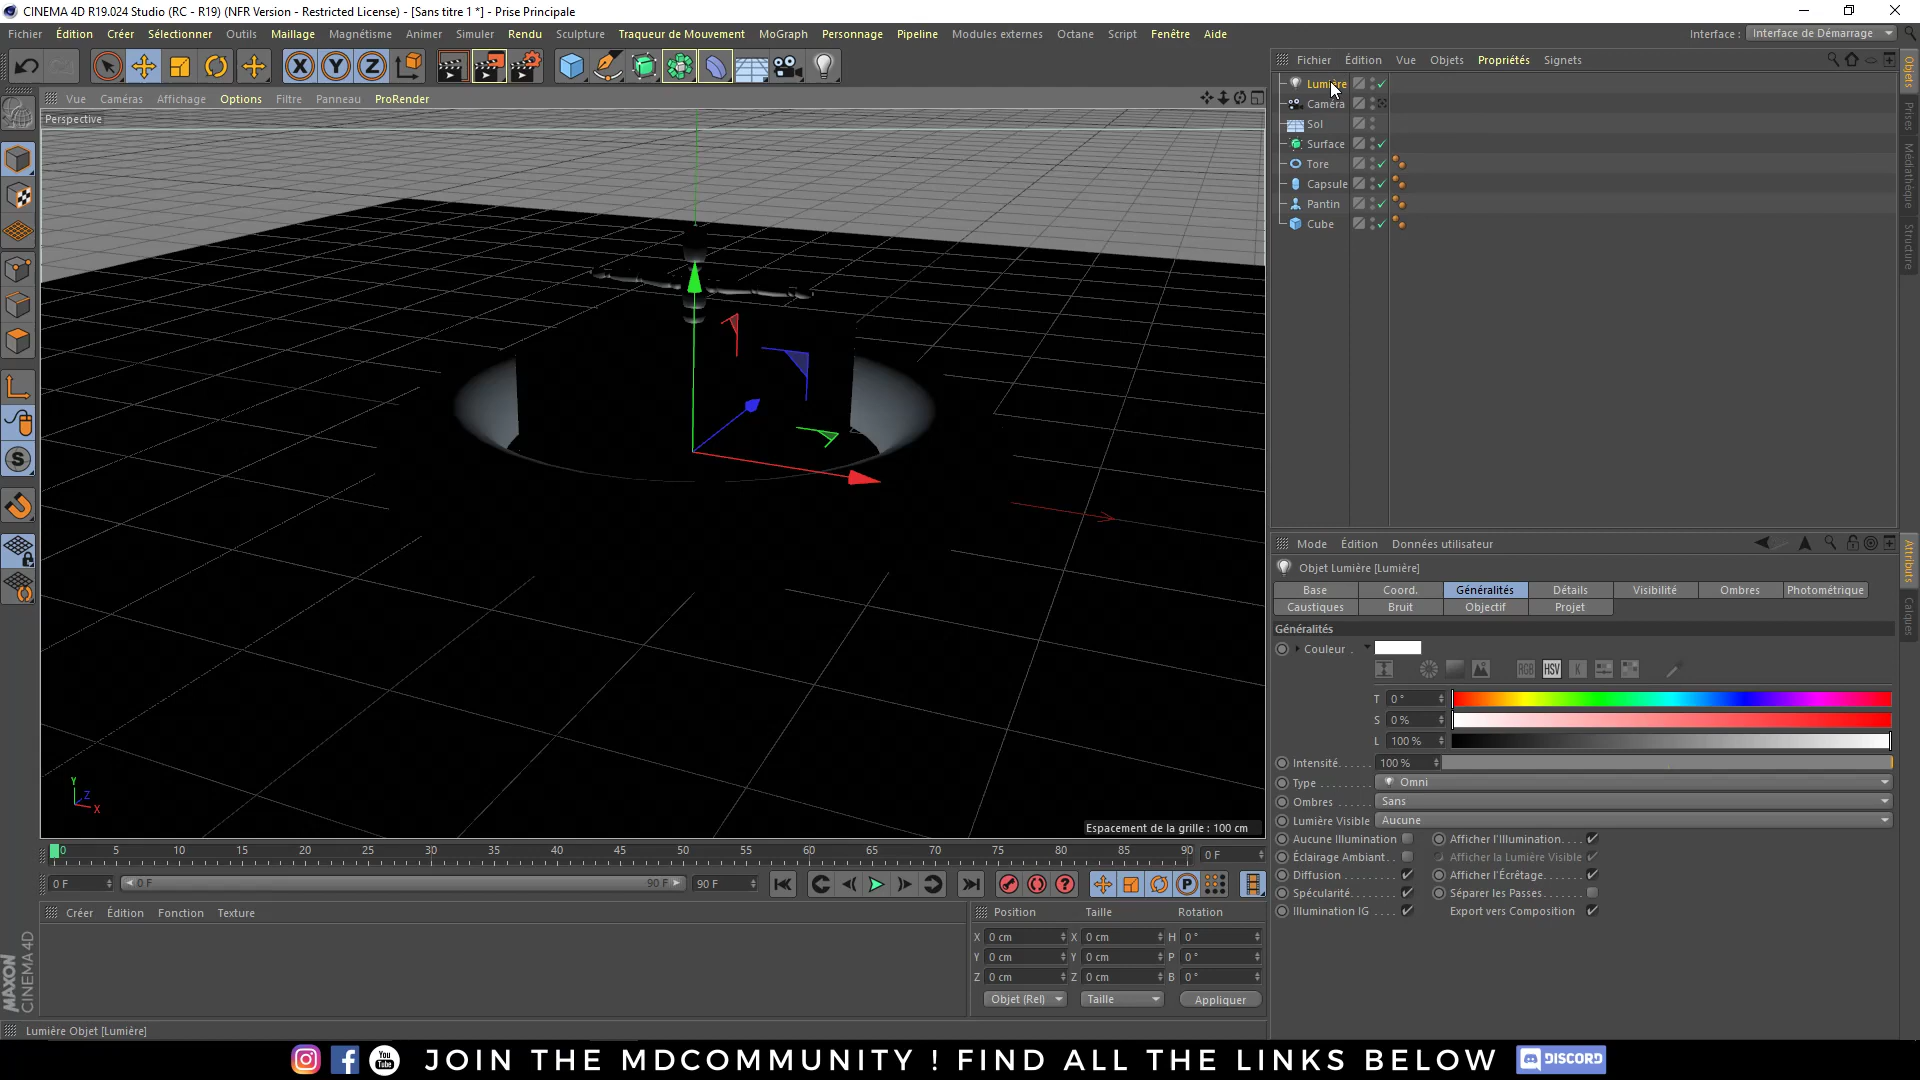 CINEMA 4D R19.024 Studio (RC - R19) (NFR Version - Restricted License) - [Sans titre 1 *] - Prise Principale
Fichier Édition Créer Sélectionner Outils Maillage Magnétisme Animer Simuler Rendu Sculpture Traqueur de Mouvement MoGraph Personnage Pipeline Modules externes Octane Script Fenêtre Aide Interface : Interface de Démarrage
Vue Caméras Affichage Options Filtre Panneau ProRender
Perspective
Espacement de la grille : 100 cm
Y
Z
X
0 5 10 15 20 25 30 35 40 45 50 55 60 65 70 75 80 85 90 0 F
0 F 0 F 90 F 90 F
Créer Édition Fonction Texture
Position Taille Rotation
X 0 cm X 0 cm H 0 °
Y 0 cm Y 0 cm P 0 °
Z 0 cm Z 0 cm B 0 °
Objet (Rel) Taille Appliquer
MAXON
CINEMA 4D
Lumière Objet [Lumière]
Fichier Édition Vue Objets Propriétés Signets
Lumière
Caméra
Sol
Surface
Tore
Capsule
Pantin
Cube
Objets
Prises
Médiathèque
Structure
Mode Édition Données utilisateur
Objet Lumière [Lumière]
Base Coord. Généralités Détails Visibilité Ombres Photométrique
Caustiques Bruit Objectif Projet
Généralités
Couleur .
RGB HSV K
T 0 °
S 0 %
L 100 %
Intensité. . . . . . 100 %
Type . . . . . . . . . Omni
Ombres . . . . . . . Sans
Lumière Visible Aucune
Aucune Illumination Afficher l'Illumination. . . .
Éclairage Ambiant. . Afficher la Lumière Visible
Diffusion . . . . . . . . Afficher l'Écrêtage. . . . . . .
Spécularité. . . . . . . Séparer les Passes. . . . . . .
Illumination IG . . . . Export vers Composition
Attributs
Calques
You Tube JOIN THE MDCOMMUNITY ! FIND ALL THE LINKS BELOW DISCORD